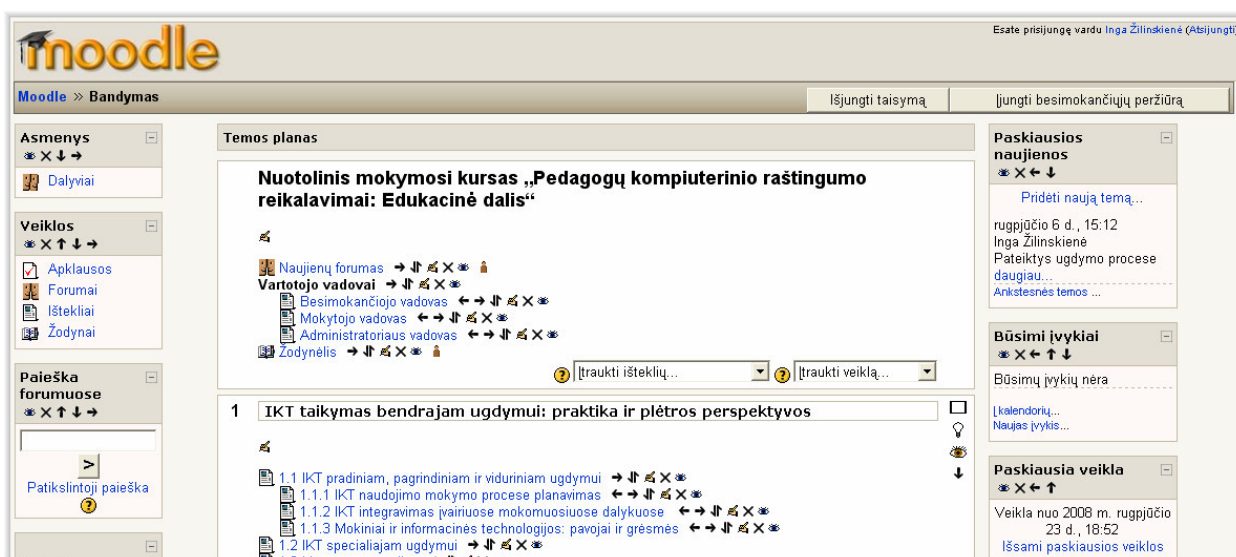 moodle
Esate prisijungę vardu Inga Žilinskienė (Atsijungti)
Moodle » Bandymas
Išjungti taisymą
Įjungti besimokančiųjų peržiūrą
Asmenys
Dalyviai
Veiklos
Apklausos
Forumai
Ištekliai
Žodynai
Paieška
forumuose
>
Patikslintoji paieška
Temos planas
Nuotolinis mokymosi kursas „Pedagogų kompiuterinio raštingumo
reikalavimai: Edukacinė dalis“
Naujienų forumas
Vartotojo vadovai
Besimokančiojo vadovas
Mokytojo vadovas
Administratoriaus vadovas
Žodynėlis
Įtraukti išteklių...
Įtraukti veiklą...
1 IKT taikymas bendrajam ugdymui: praktika ir plėtros perspektyvos
1.1 IKT pradiniam, pagrindiniam ir viduriniam ugdymui
1.1.1 IKT naudojimo mokymo procese planavimas
1.1.2 IKT integravimas įvairiuose mokomuosiuose dalykuose
1.1.3 Mokiniai ir informacinės technologijos: pavojai ir grėsmės
1.2 IKT specialiajam ugdymui
Paskiausios
naujienos
Pridėti naują temą...
rugpjūčio 6 d., 15:12
Inga Žilinskienė
Pateiktys ugdymo procese
daugiau...
Ankstesnės temos ...
Būsimi įvykiai
Būsimų įvykių nėra
Į kalendorių...
Naujas įvykis...
Paskiausia veikla
Veikla nuo 2008 m. rugpjūčio
23 d., 18:52
Išsami paskiausios veiklos